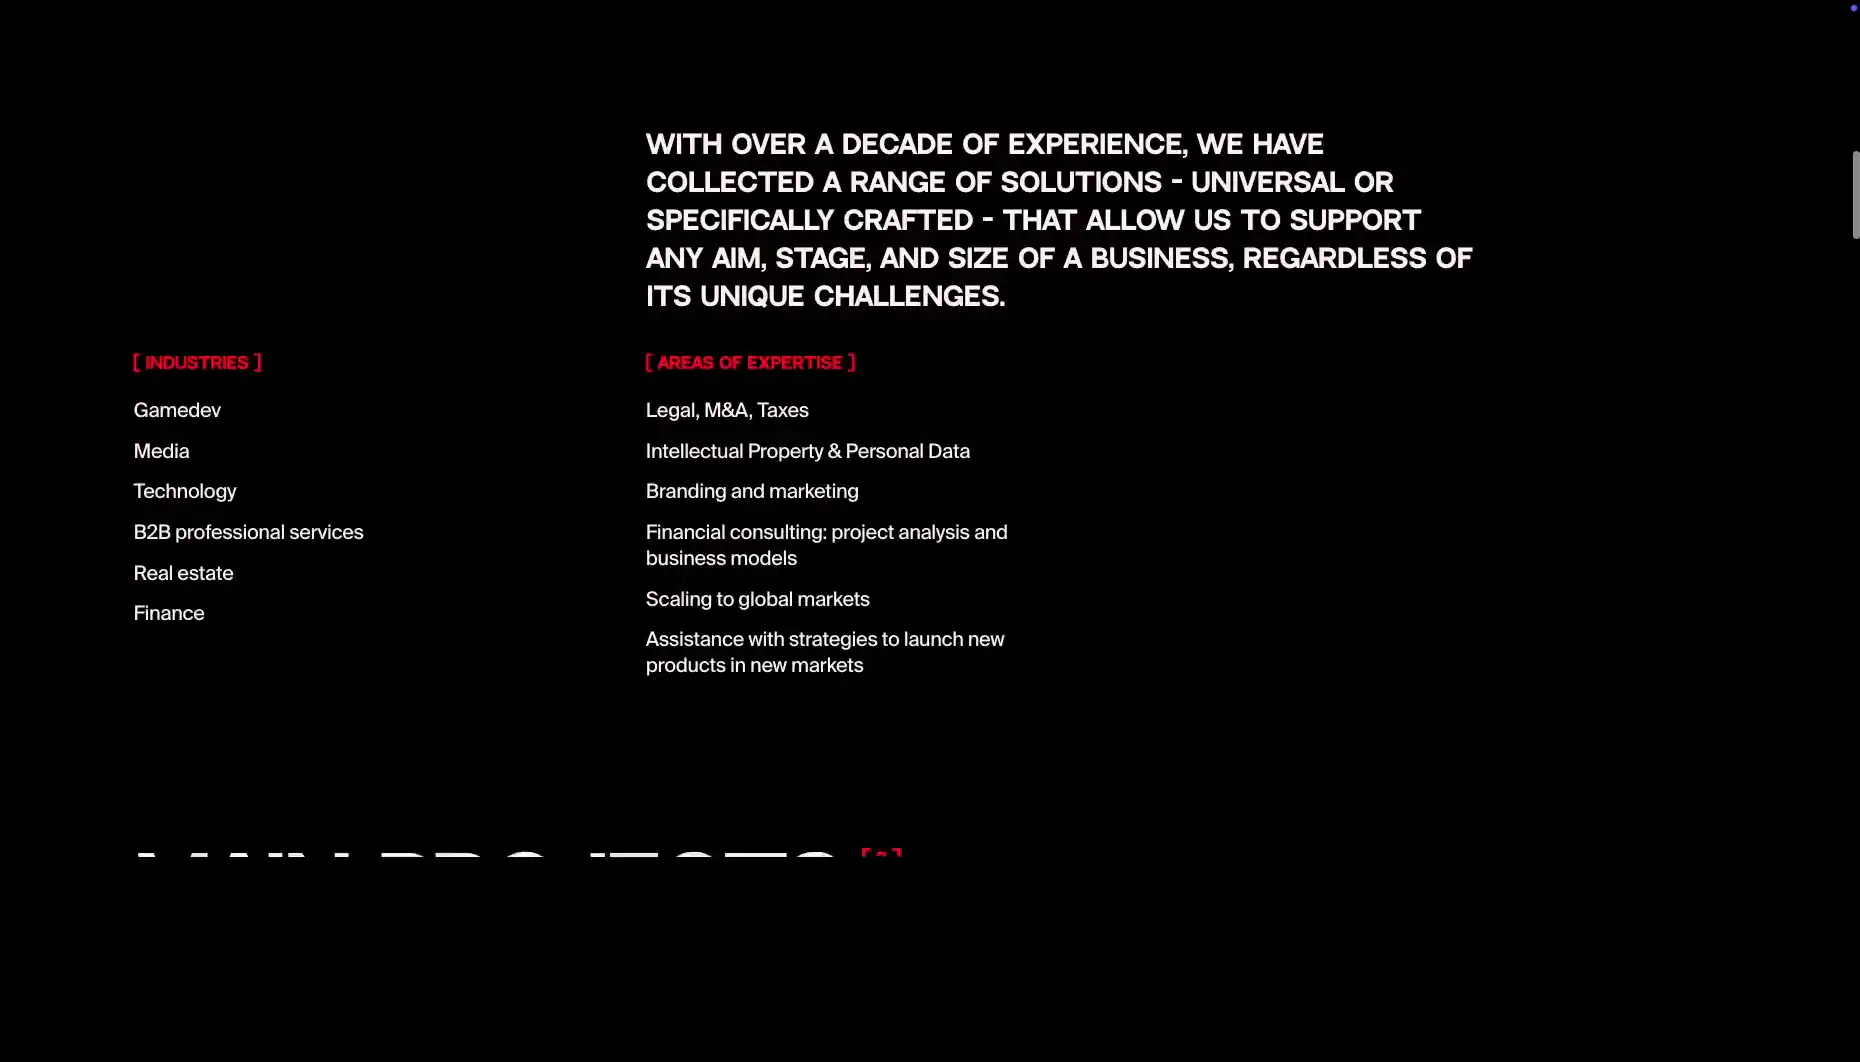 WITH OVER A DECADE OF EXPERIENCE, WE HAVE
COLLECTED A RANGE OF SOLUTIONS - UNIVERSAL OR
SPECIFICALLY CRAFTED - THAT ALLOW US TO SUPPORT
ANY AIM, STAGE, AND SIZE OF A BUSINESS, REGARDLESS OF
ITS UNIQUE CHALLENGES.
[ INDUSTRIES ]
Gamedev
Media
Technology
B2B professional services
Real estate
Finance
[ AREAS OF EXPERTISE ]
Legal, M&A, Taxes
Intellectual Property & Personal Data
Branding and marketing
Financial consulting: project analysis and
business models
Scaling to global markets
Assistance with strategies to launch new
products in new markets